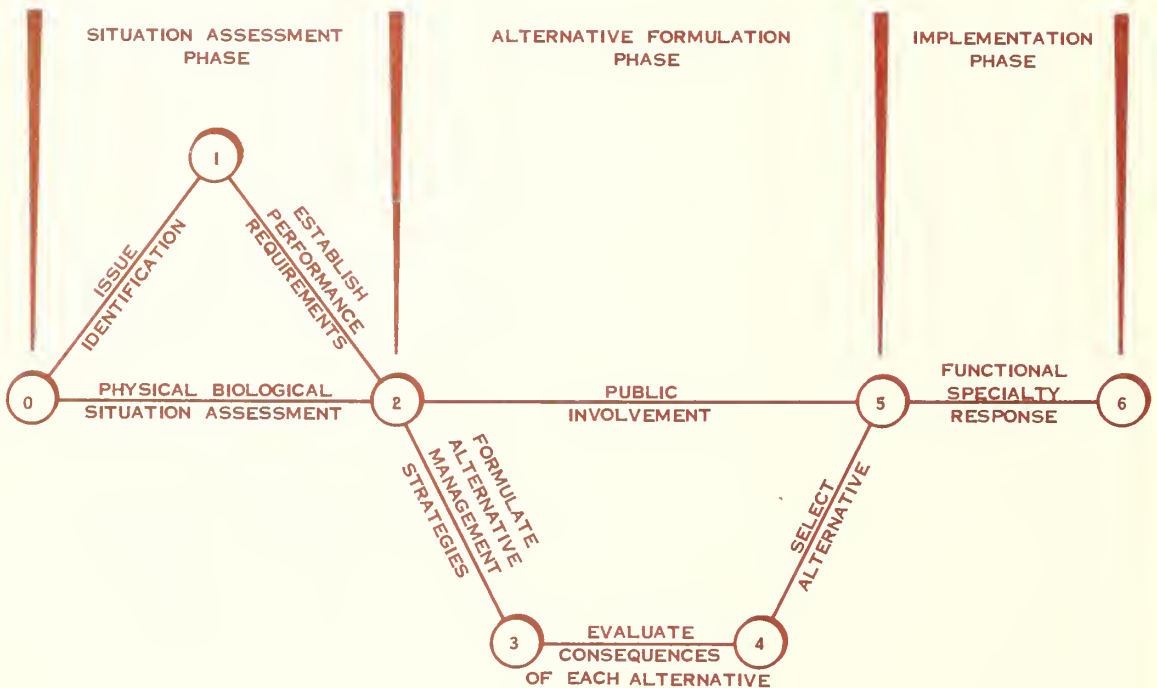 SITUATION ASSESSMENT
PHASE
ALTERNATIVE FORMULATION
PHASE
IMPLEMENTATION
PHASE
1
ISSUE
IDENTIFICATION
ESTABLISH
PERFORMANCE
REQUIREMENTS
0
PHYSICAL BIOLOGICAL
SITUATION ASSESSMENT
2
PUBLIC
INVOLVEMENT
5
FUNCTIONAL
SPECIALTY
RESPONSE
6
FORMULATE
ALTERNATIVE
MANAGEMENT
STRATEGIES
SELECT
ALTERNATIVE
3
EVALUATE
CONSEQUENCES
OF EACH ALTERNATIVE
4